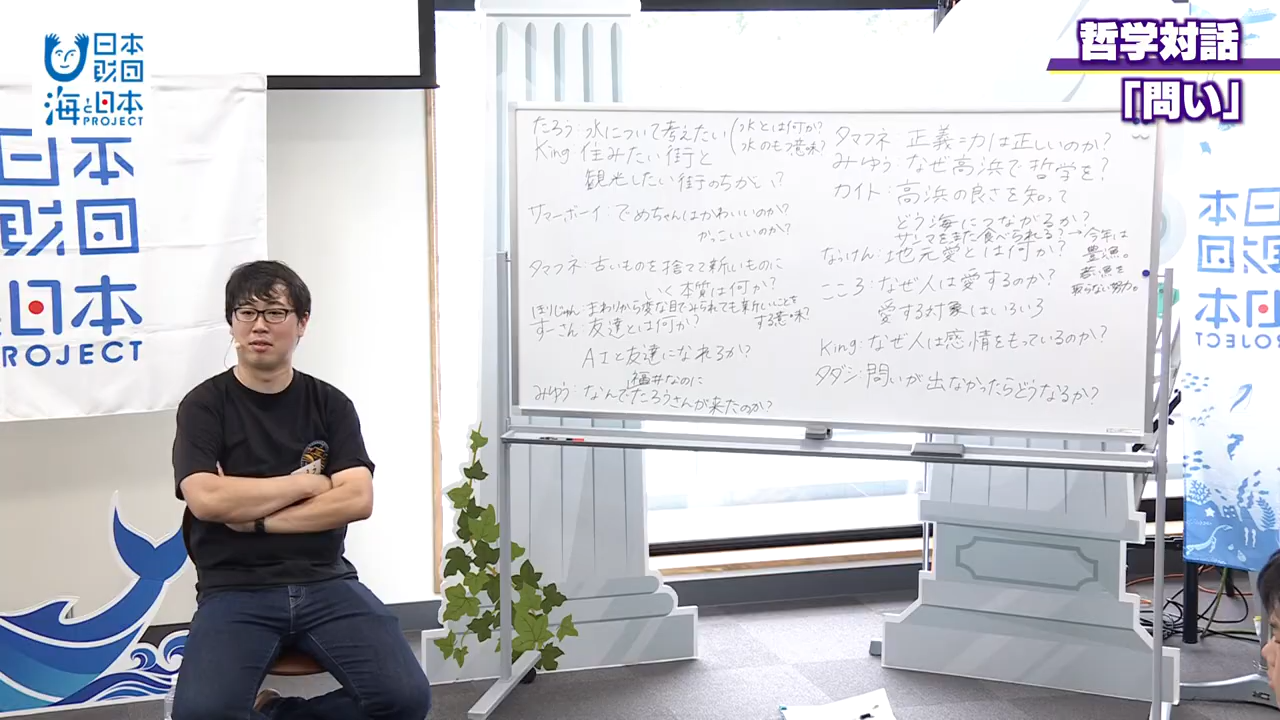 日本
財団
海と日本
PROJECT
哲学対話
「問い」
日本
財団
日本
PROJECT
たろう：水について考えたい（水とは何か？
水のもつ意味？
King：住みたい街と
観光したい街のちがい？
サマーボーイ：でめちゃんはかわいいのか？
かっこいいのか？
タマフネ：古いものを捨てて新しいものに
いく本質は何か？
ほりじゅん：まわりから変な目でみられても新しいことを
する意味？
すーさん：友達とは何か？
AIと友達になれるか？
福井なのに
みゆう：なんでたろうさんが来たのか？
タマフネ：正義＝力は正しいのか？
みゆう：なぜ高浜で哲学を？
カイト：高浜の良さを知って
どう海につながるか？
サンマをまた食べられる？→今年は
豊漁。
なっけん：地元愛とは何か？
取らない努力。
こころ：なぜ人は愛するのか？
愛する対象はいろいろ
King：なぜ人は感情をもっているのか？
タダシ：問いが出なかったらどうなるか？
日本
財団
日本
PROJECT